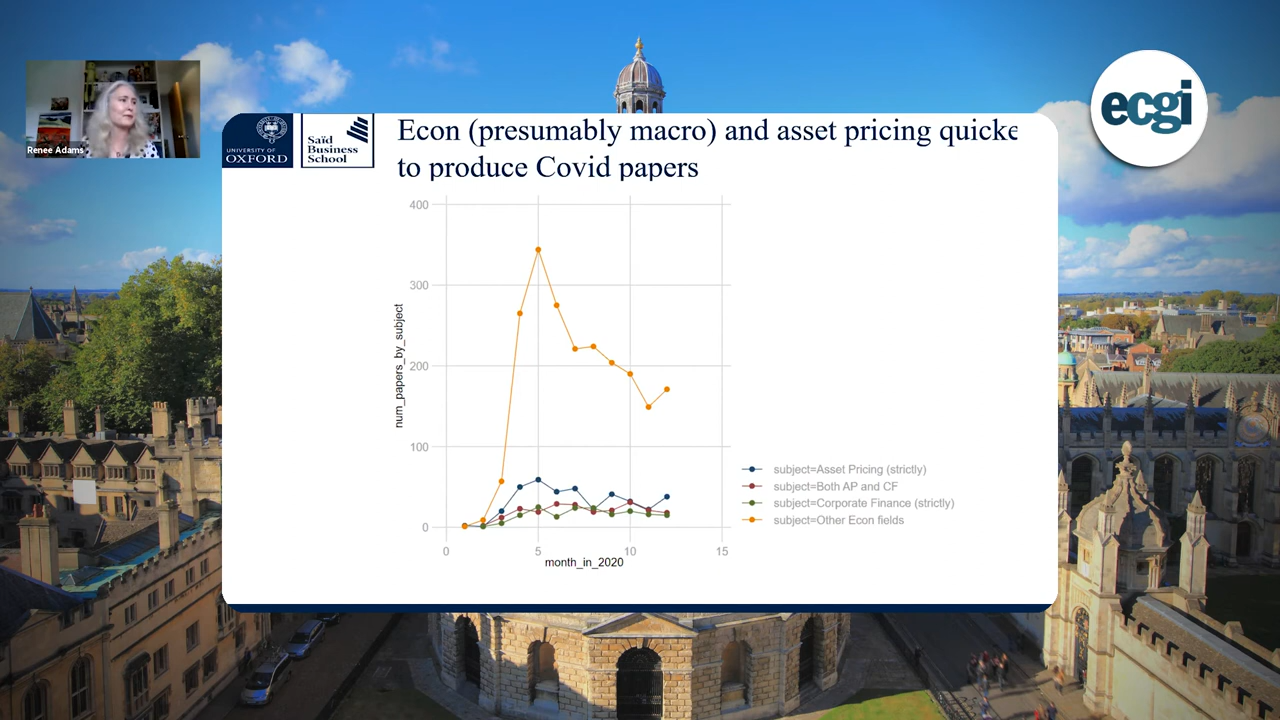 Renee Adams
UNIVERSITY OF
OXFORD
Saïd
Business
School
ecgi
Econ (presumably macro) and asset pricing quicke
to produce Covid papers
400
300
200
100
0
num_papers_by_subject
0
5
10
15
month_in_2020
subject=Asset Pricing (strictly)
subject=Both AP and CF
subject=Corporate Finance (strictly)
subject=Other Econ fields